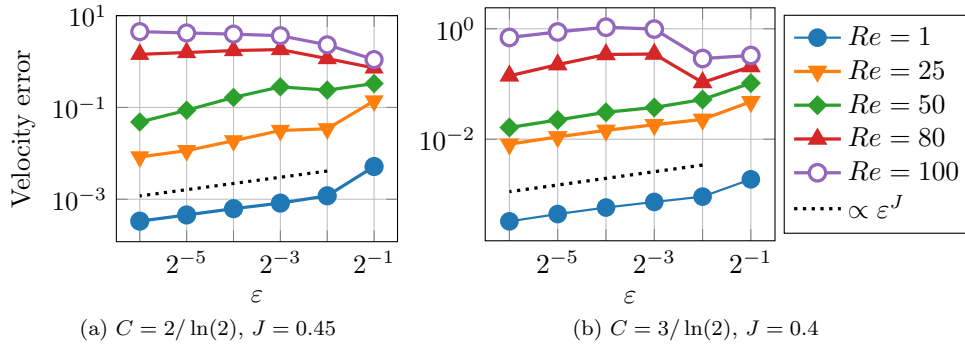 Velocity error
10^1
10^{-1}
10^{-3}
2^{-5}
2^{-3}
2^{-1}
ε
(a) C = 2/ ln(2), J = 0.45
10^0
10^{-2}
2^{-5}
2^{-3}
2^{-1}
ε
(b) C = 3/ ln(2), J = 0.4
Re = 1
Re = 25
Re = 50
Re = 80
Re = 100
∝ ε^J